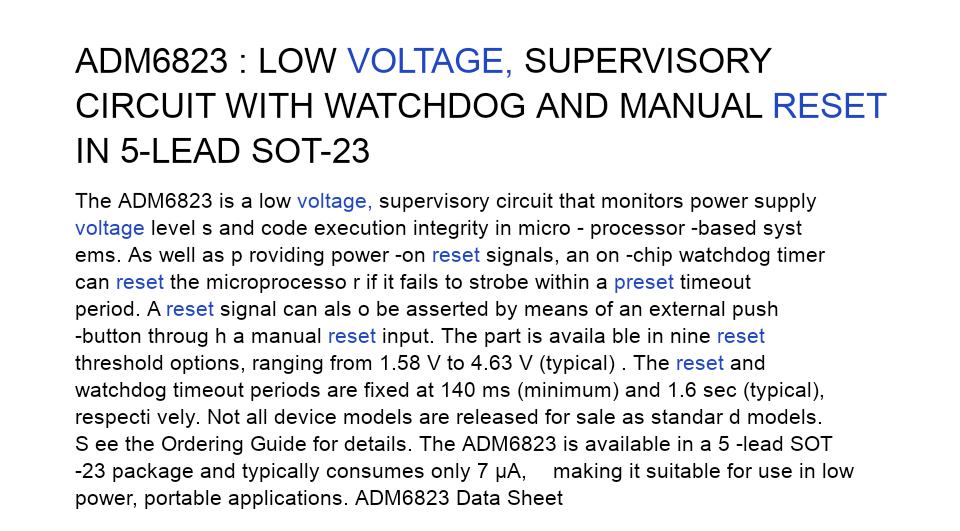 ADM6823 : LOW VOLTAGE, SUPERVISORY
CIRCUIT WITH WATCHDOG AND MANUAL RESET
IN 5-LEAD SOT-23
The ADM6823 is a low voltage, supervisory circuit that monitors power supply
voltage level s and code execution integrity in micro - processor -based syst
ems. As well as p roviding power -on reset signals, an on -chip watchdog timer
can reset the microprocesso r if it fails to strobe within a preset timeout
period. A reset signal can als o be asserted by means of an external push
-button throug h a manual reset input. The part is availa ble in nine reset
threshold options, ranging from 1.58 V to 4.63 V (typical) . The reset and
watchdog timeout periods are fixed at 140 ms (minimum) and 1.6 sec (typical),
respecti vely. Not all device models are released for sale as standar d models.
S ee the Ordering Guide for details. The ADM6823 is available in a 5 -lead SOT
-23 package and typically consumes only 7 µA,    making it suitable for use in low
power, portable applications. ADM6823 Data Sheet